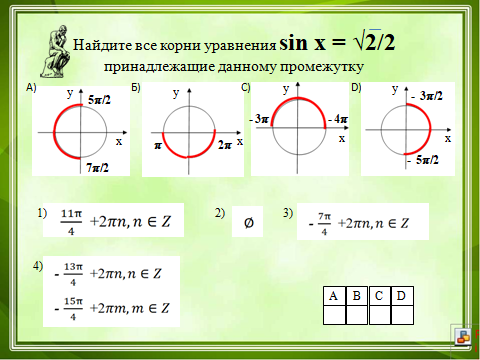 Найдите все корни уравнения sin x = √2/2
принадлежащие данному промежутку
А) y 5π/2 x 7π/2
Б) y π 2π x
C) y - 3π - 4π x
D) y - 3π/2 x - 5π/2
1) 11π/4 +2πn, n ∈ Z
2) ∅
3) - 7π/4 +2πn, n ∈ Z
4) - 13π/4 +2πn, n ∈ Z
- 15π/4 +2πm, m ∈ Z
A B C D